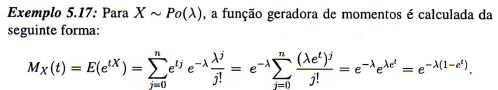 Exemplo 5.17: Para X ∼ Po(λ), a função geradora de momentos é calculada da
seguinte forma:
M_X(t) = E(e^{tX}) = \sum_{j=0}^{n} e^{tj} e^{-λ} \frac{λ^j}{j!} = e^{-λ} \sum_{j=0}^{n} \frac{(λe^t)^j}{j!} = e^{-λ} e^{λe^t} = e^{-λ(1-e^t)}.